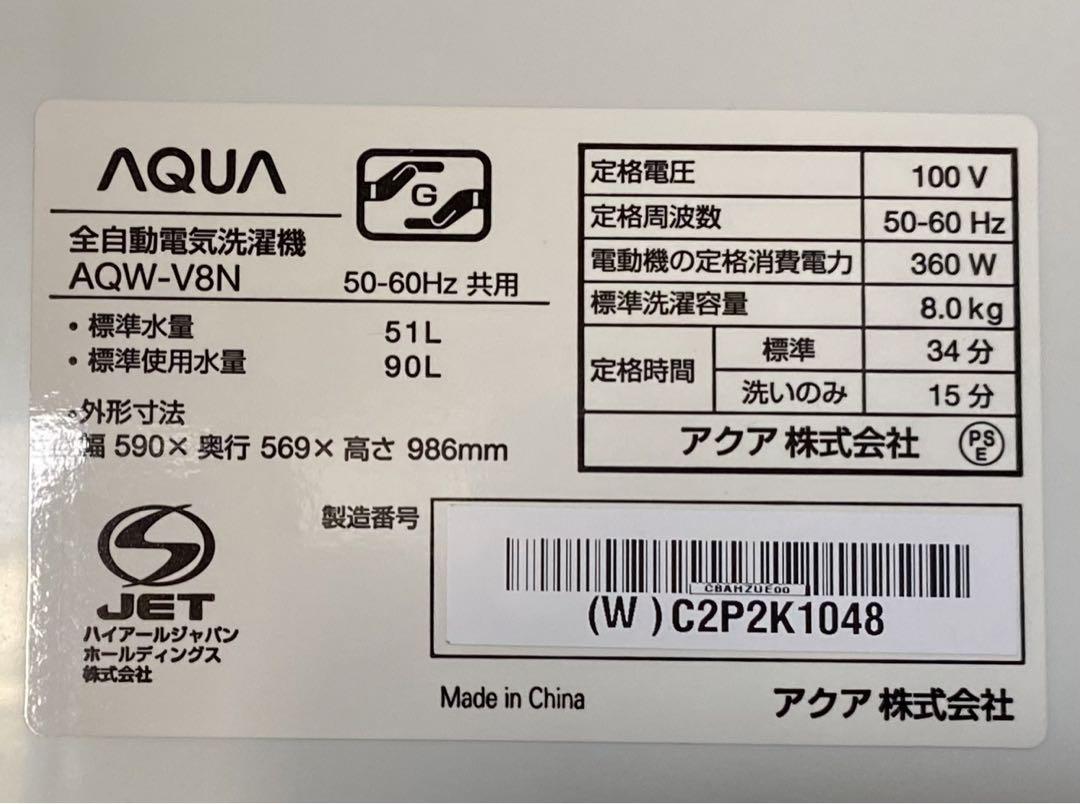 AQUA
G
全自動電気洗濯機
AQW-V8N 50-60Hz 共用
・標準水量 51L
・標準使用水量 90L
・外形寸法
幅 590× 奥行 569× 高さ 986mm
定格電圧 100 V
定格周波数 50-60 Hz
電動機の定格消費電力 360 W
標準洗濯容量 8.0kg
定格時間 標準 34 分
洗いのみ 15 分
アクア 株式会社 PSE
JET
ハイアールジャパン
ホールディングス
株式会社
製造番号
CBAHZUE00
(W)C2P2K1048
Made in China
アクア 株式会社